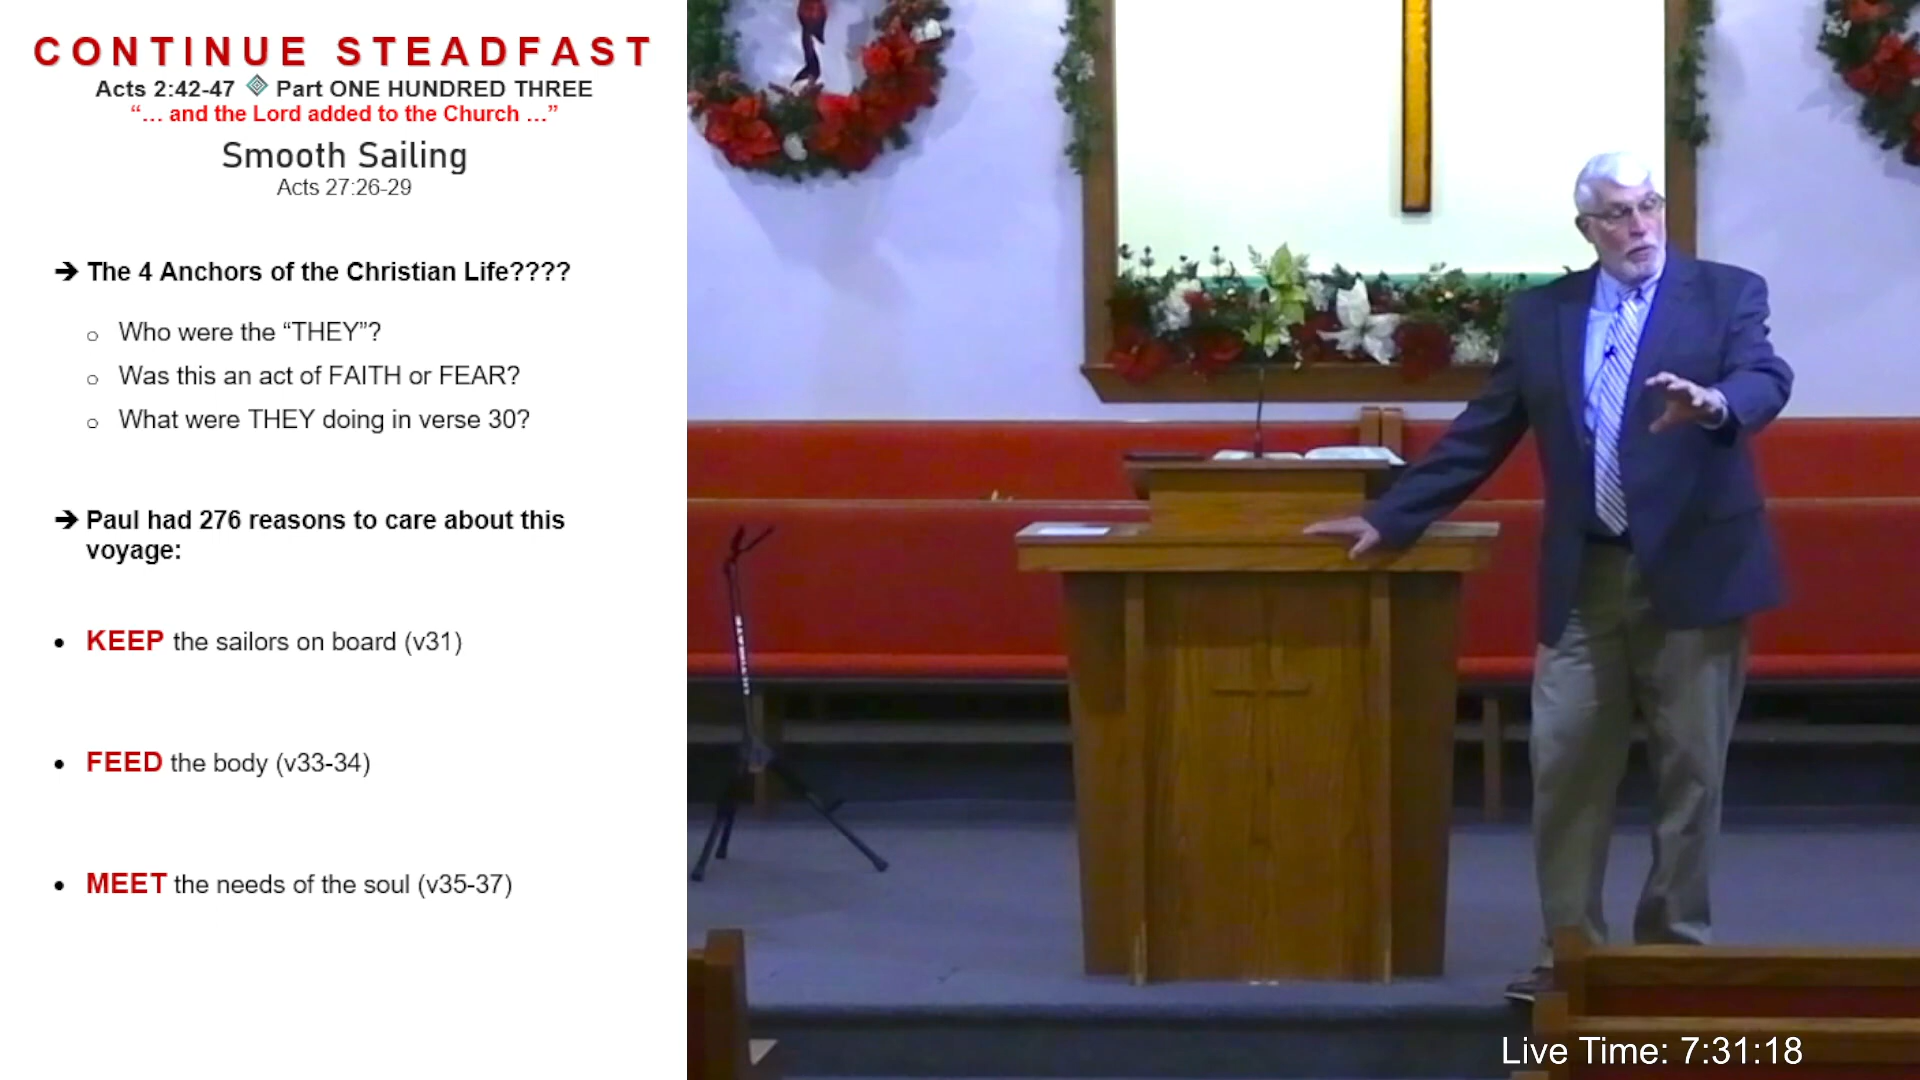 CONTINUE STEADFAST
Acts 2:42-47 Part ONE HUNDRED THREE
“... and the Lord added to the Church ...”
Smooth Sailing
Acts 27:26-29
➔ The 4 Anchors of the Christian Life????
o Who were the “THEY”?
o Was this an act of FAITH or FEAR?
o What were THEY doing in verse 30?
➔ Paul had 276 reasons to care about this
voyage:
• KEEP the sailors on board (v31)
• FEED the body (v33-34)
• MEET the needs of the soul (v35-37)
ULTIMATE
Live Time: 7:31:18